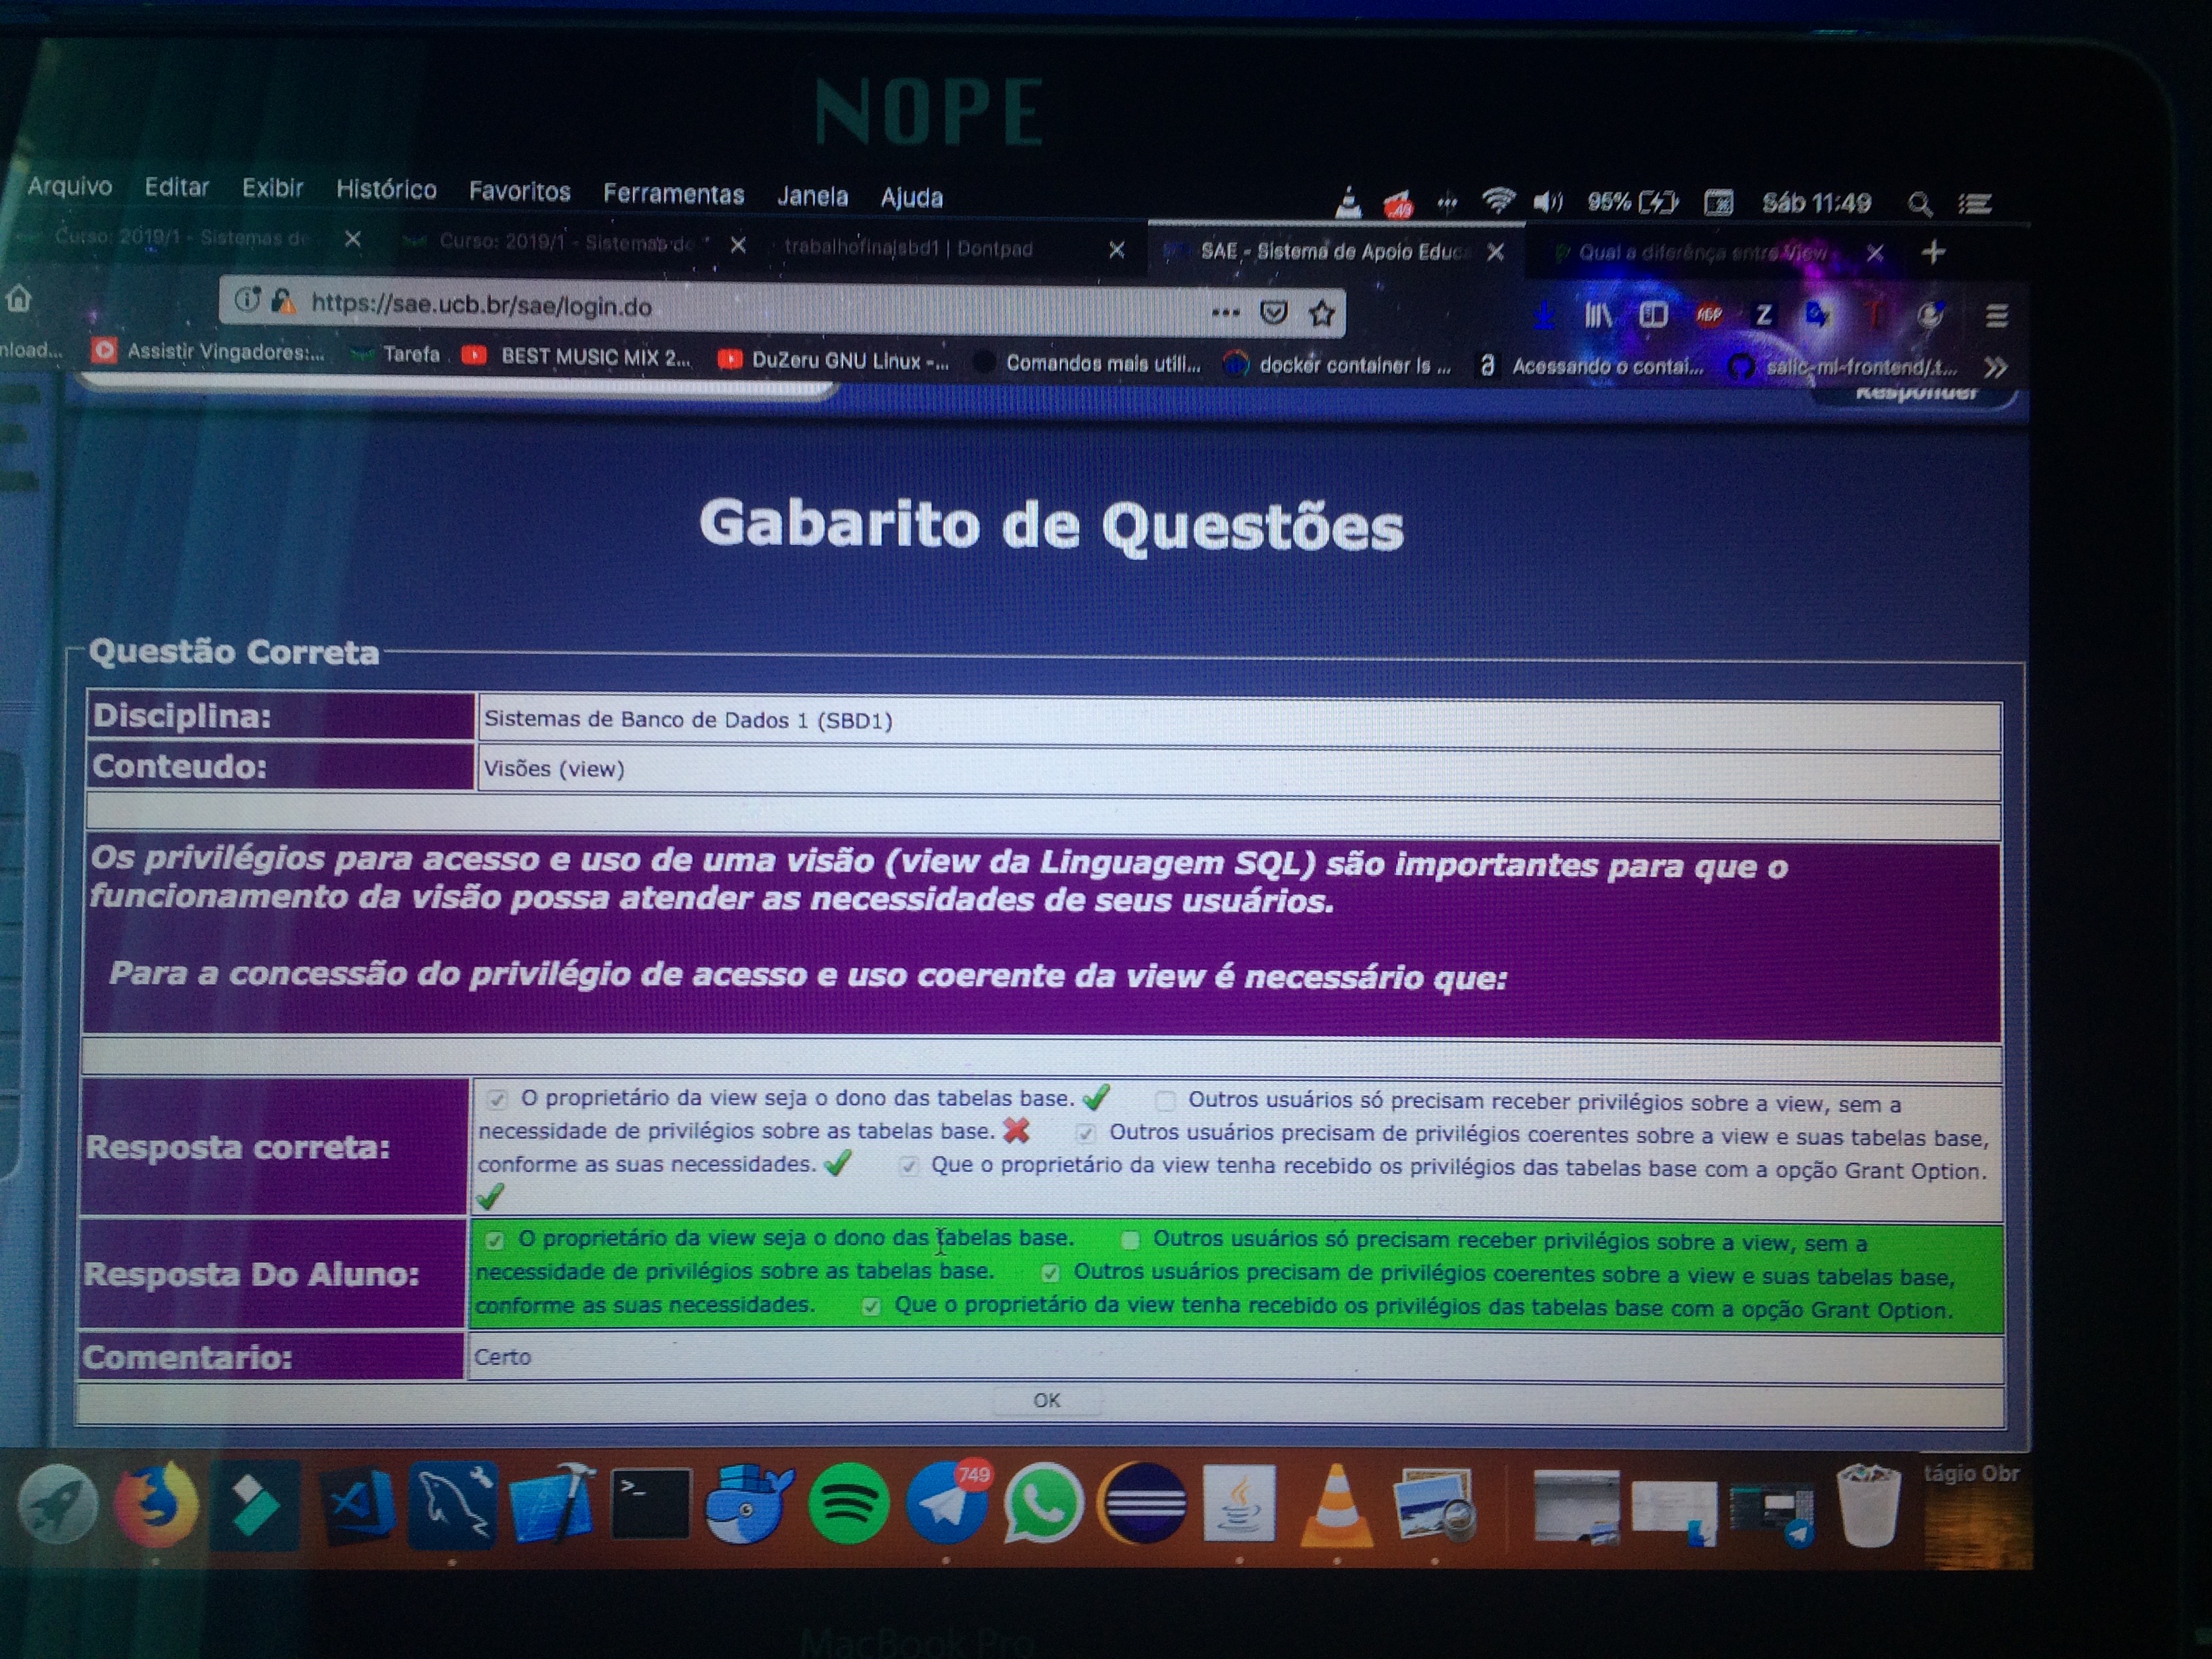 NOPE
Arquivo Editar Exibir Histórico Favoritos Ferramentas Janela Ajuda 95% Sáb 11:49
Curso: 2019/1 - Sistemas de Curso: 2019/1 - Sistemas de trabalhofinalsbd1 | Dontpad SAE - Sistema de Apoio Educ Qual a diferença entre View
https://sae.ucb.br/sae/login.do ABP Z
nload... Assistir Vingadores:... Tarefa BEST MUSIC MIX 2... DuZeru GNU Linux -... Comandos mais utili... docker container ls ... a Acessando o contai... salic-ml-frontend/.t...
Responder
Gabarito de Questões
Questão Correta
Disciplina: Sistemas de Banco de Dados 1 (SBD1)
Conteudo: Visões (view)
Os privilégios para acesso e uso de uma visão (view da Linguagem SQL) são importantes para que o
funcionamento da visão possa atender as necessidades de seus usuários.
Para a concessão do privilégio de acesso e uso coerente da view é necessário que:
O proprietário da view seja o dono das tabelas base. Outros usuários só precisam receber privilégios sobre a view, sem a
necessidade de privilégios sobre as tabelas base. Outros usuários precisam de privilégios coerentes sobre a view e suas tabelas base,
Resposta correta:
conforme as suas necessidades. Que o proprietário da view tenha recebido os privilégios das tabelas base com a opção Grant Option.
O proprietário da view seja o dono das tabelas base. Outros usuários só precisam receber privilégios sobre a view, sem a
necessidade de privilégios sobre as tabelas base. Outros usuários precisam de privilégios coerentes sobre a view e suas tabelas base,
Resposta Do Aluno:
conforme as suas necessidades. Que o proprietário da view tenha recebido os privilégios das tabelas base com a opção Grant Option.
Comentario: Certo
OK
749
tágio Obr
MacBook Pro